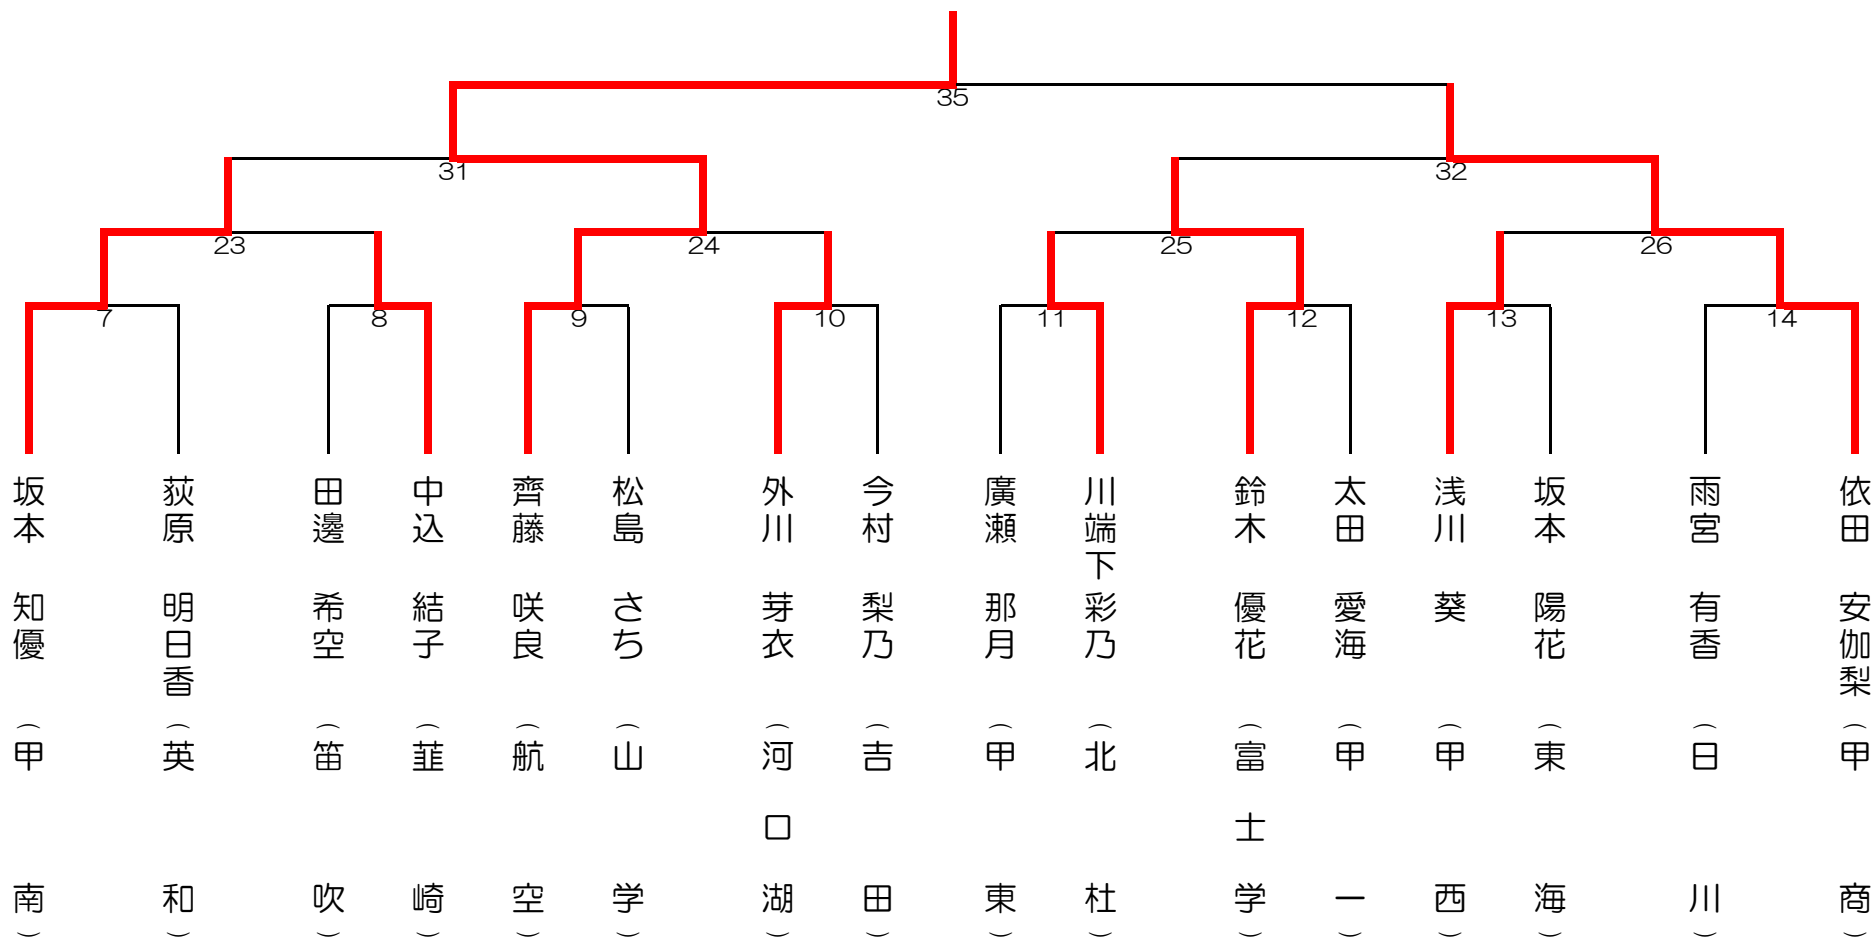 35
31
32
23
24
25
26
7
8
9
10
11
12
13
14
坂本 知優（甲南）
荻原 明日香（英和）
田邊 希空（笛吹）
中込 結子（韮崎）
齊藤 咲良（航空）
松島 さち（山学）
外川 芽衣（河口湖）
今村 梨乃（吉田）
廣瀬 那月（甲東）
川端下 彩乃（北杜）
鈴木 優花（富士学）
太田 愛海（甲一）
浅川 葵（甲西）
坂本 陽花（東海）
雨宮 有香（日川）
依田 安伽梨（甲商）